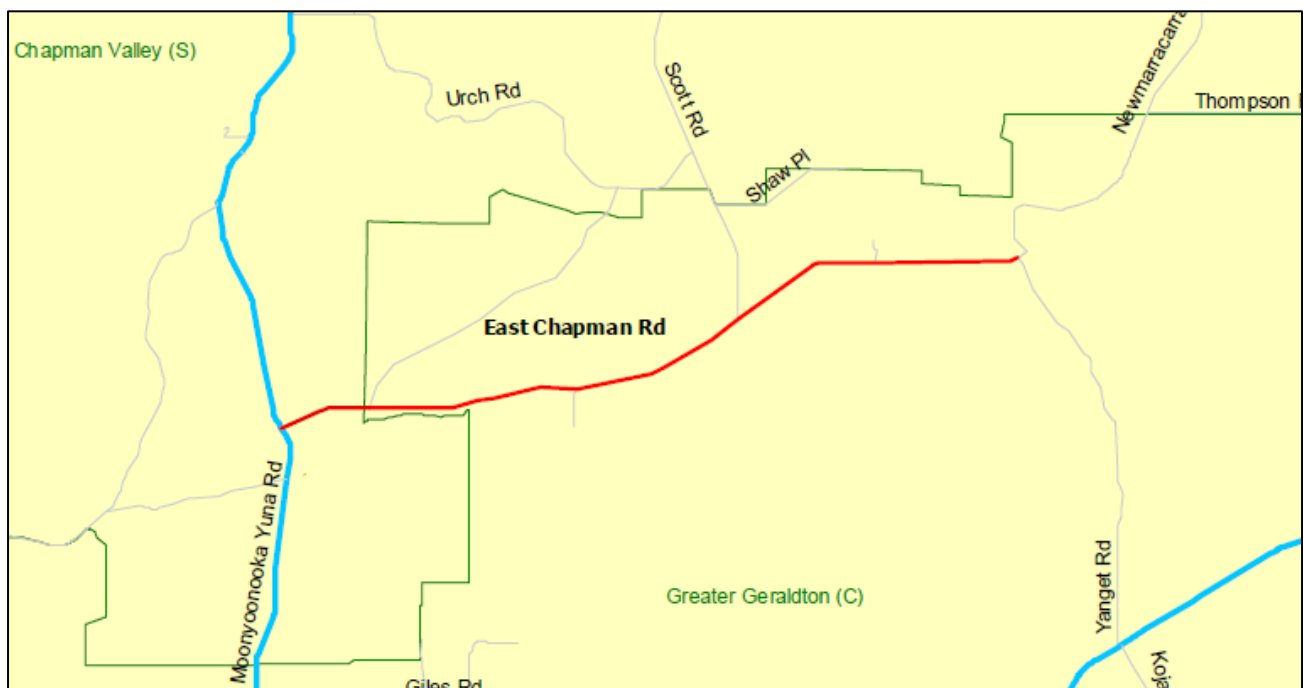 Chapman Valley (S)
Urch Rd
Scott Rd
Newmarracarra
Thompson
Shaw Pl
East Chapman Rd
Moonyoonooka Yuna Rd
Greater Geraldton (C)
Yanget Rd
Koja
Giles Rd